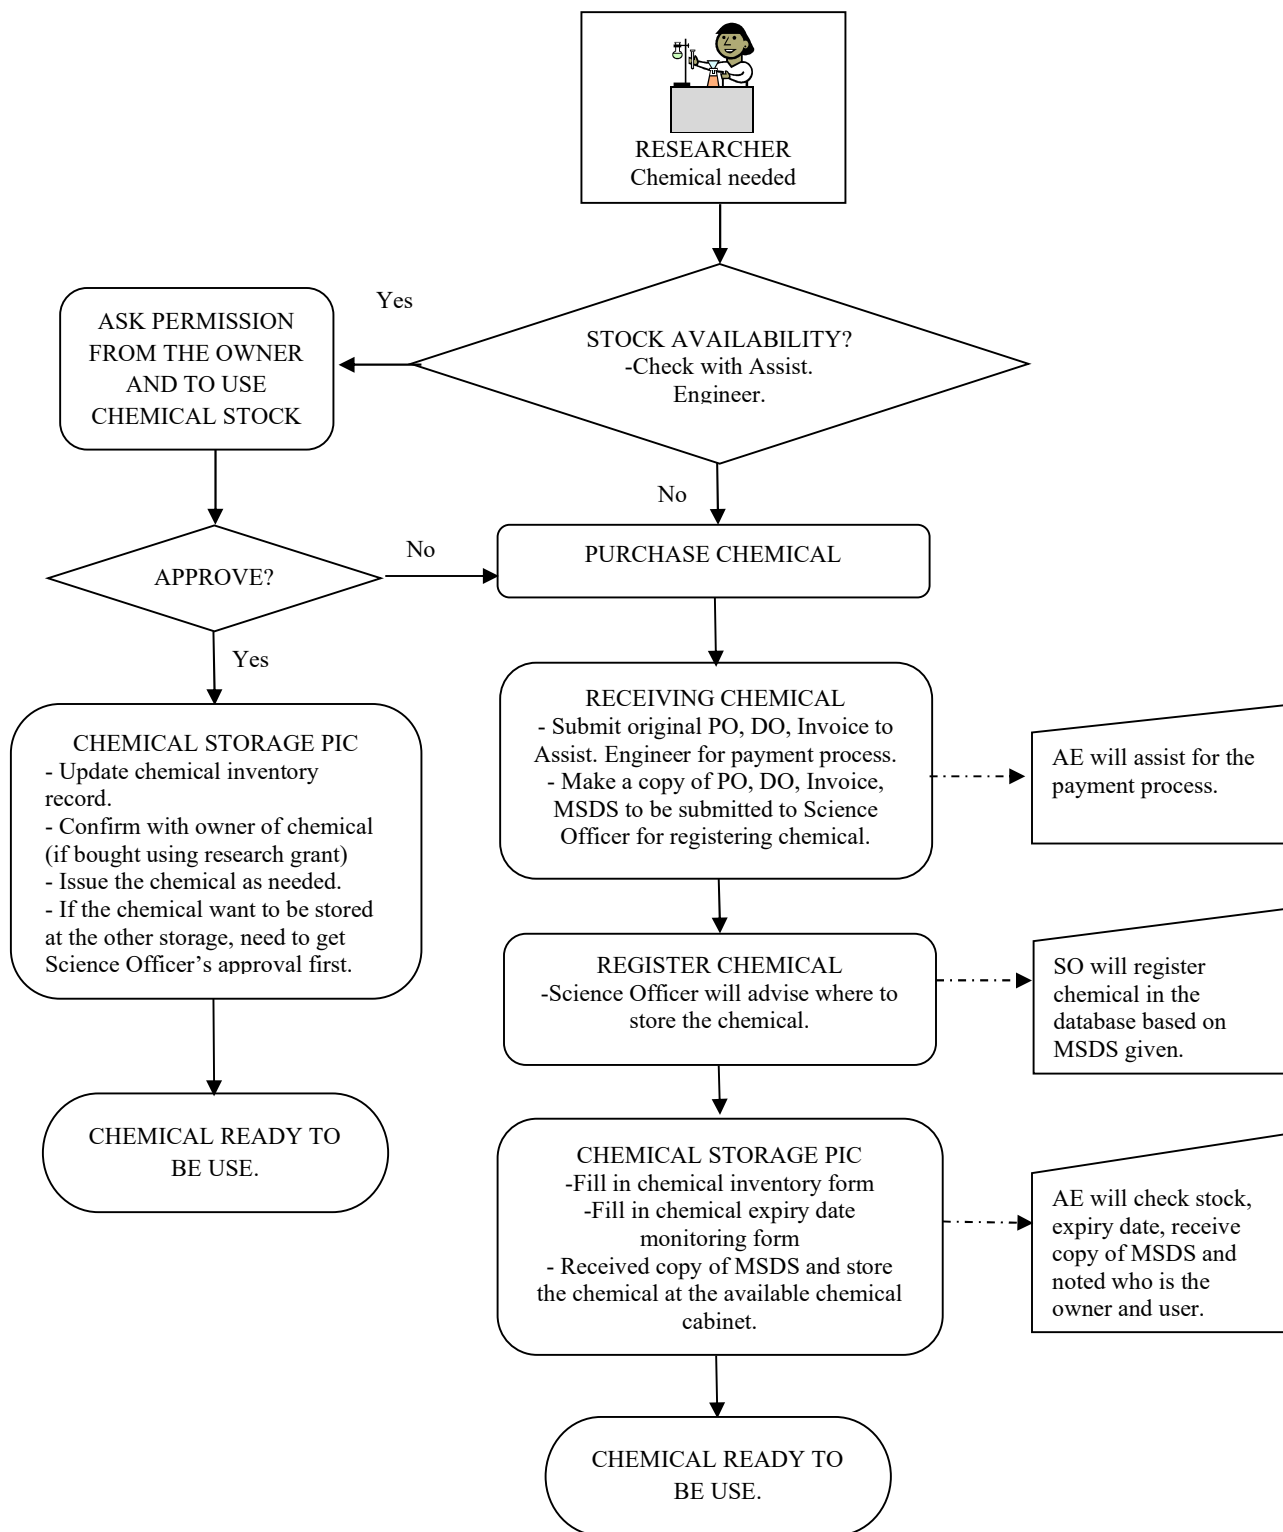 RESEARCHER
Chemical needed
Yes
STOCK AVAILABILITY?
-Check with Assist.
Engineer.
ASK PERMISSION
FROM THE OWNER
AND TO USE
CHEMICAL STOCK
No
APPROVE?
No
PURCHASE CHEMICAL
Yes
CHEMICAL STORAGE PIC
- Update chemical inventory
record.
- Confirm with owner of chemical
(if bought using research grant)
- Issue the chemical as needed.
- If the chemical want to be stored
at the other storage, need to get
Science Officer’s approval first.
CHEMICAL READY TO
BE USE.
RECEIVING CHEMICAL
- Submit original PO, DO, Invoice to
Assist. Engineer for payment process.
- Make a copy of PO, DO, Invoice,
MSDS to be submitted to Science
Officer for registering chemical.
AE will assist for the
payment process.
REGISTER CHEMICAL
-Science Officer will advise where to
store the chemical.
SO will register
chemical in the
database based on
MSDS given.
CHEMICAL STORAGE PIC
-Fill in chemical inventory form
-Fill in chemical expiry date
monitoring form
- Received copy of MSDS and store
the chemical at the available chemical
cabinet.
AE will check stock,
expiry date, receive
copy of MSDS and
noted who is the
owner and user.
CHEMICAL READY TO
BE USE.